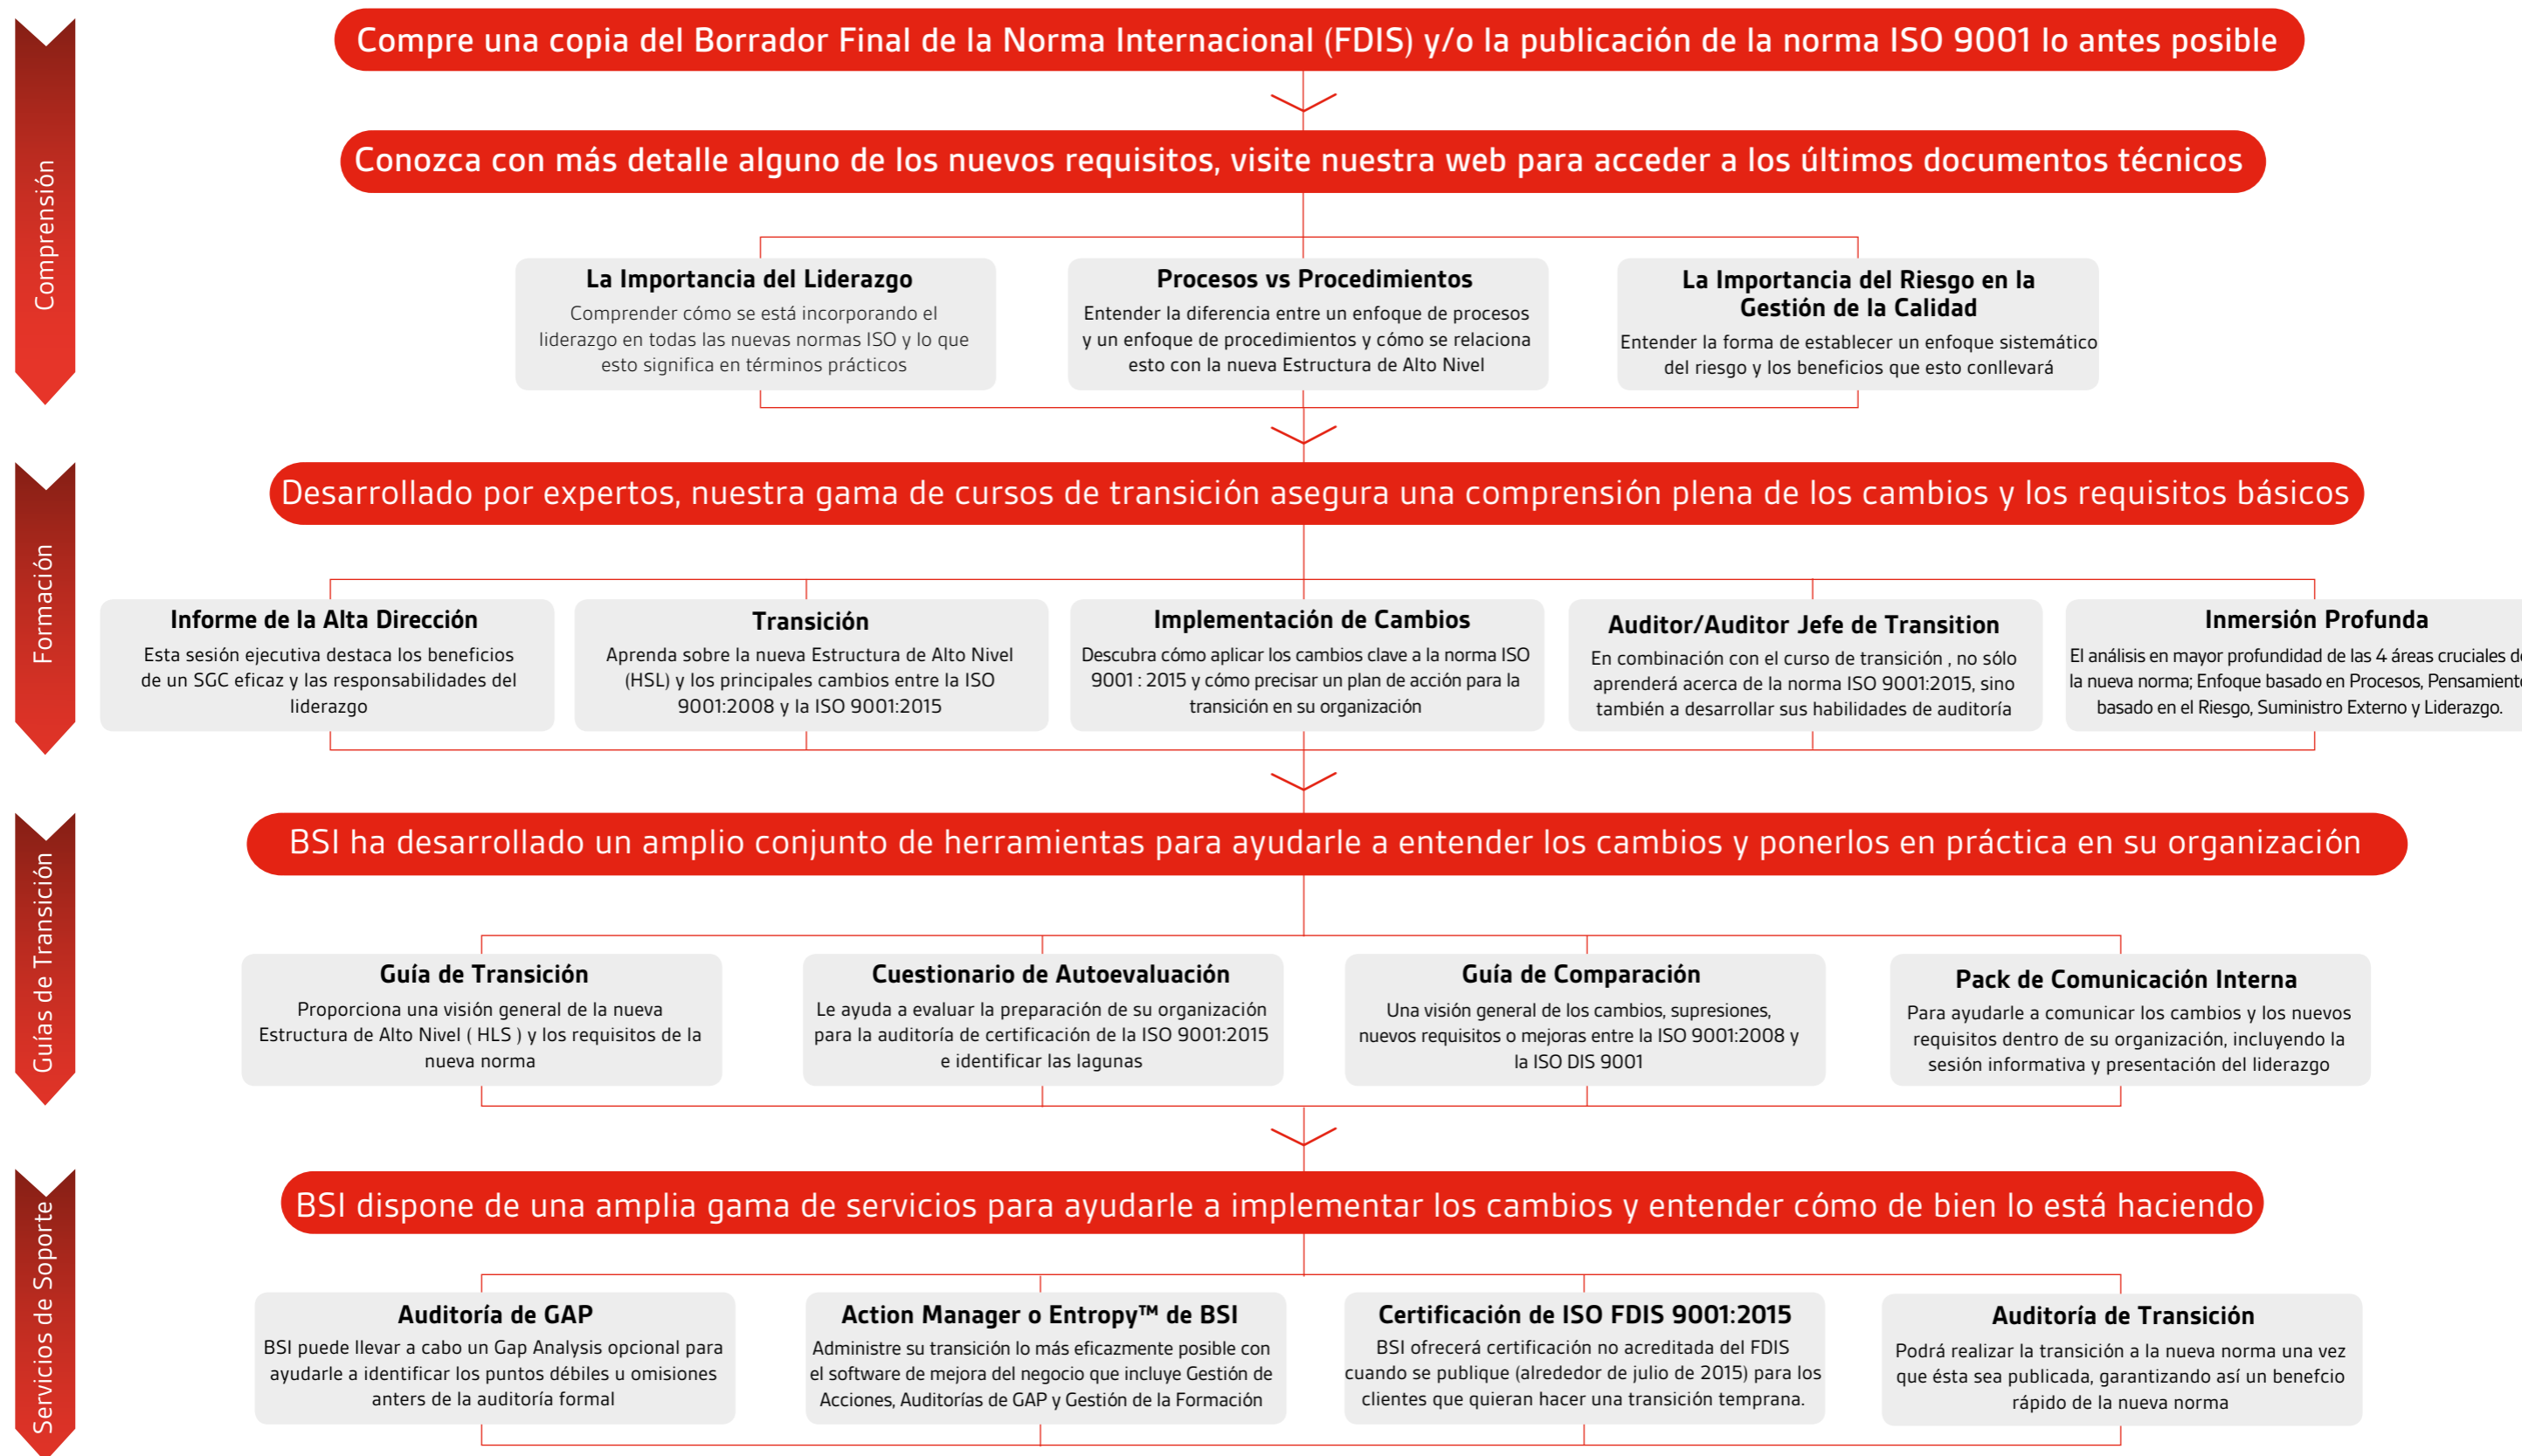 Comprensión
Compre una copia del Borrador Final de la Norma Internacional (FDIS) y/o la publicación de la norma ISO 9001 lo antes posible
Conozca con más detalle alguno de los nuevos requisitos, visite nuestra web para acceder a los últimos documentos técnicos
La Importancia del Liderazgo
Comprender cómo se está incorporando el
liderazgo en todas las nuevas normas ISO y lo que
esto significa en términos prácticos
Procesos vs Procedimientos
Entender la diferencia entre un enfoque de procesos
y un enfoque de procedimientos y cómo se relaciona
esto con la nueva Estructura de Alto Nivel
La Importancia del Riesgo en la
Gestión de la Calidad
Entender la forma de establecer un enfoque sistemático
del riesgo y los beneficios que esto conllevará
Formación
Desarrollado por expertos, nuestra gama de cursos de transición asegura una comprensión plena de los cambios y los requisitos básicos
Informe de la Alta Dirección
Esta sesión ejecutiva destaca los beneficios
de un SGC eficaz y las responsabilidades del
liderazgo
Transición
Aprenda sobre la nueva Estructura de Alto Nivel
(HSL) y los principales cambios entre la ISO
9001:2008 y la ISO 9001:2015
Implementación de Cambios
Descubra cómo aplicar los cambios clave a la norma ISO
9001 : 2015 y cómo precisar un plan de acción para la
transición en su organización
Auditor/Auditor Jefe de Transition
En combinación con el curso de transición , no sólo
aprenderá acerca de la norma ISO 9001:2015, sino
también a desarrollar sus habilidades de auditoría
Inmersión Profunda
El análisis en mayor profundidad de las 4 áreas cruciales de
la nueva norma; Enfoque basado en Procesos, Pensamiento
basado en el Riesgo, Suministro Externo y Liderazgo.
Guías de Transición
BSI ha desarrollado un amplio conjunto de herramientas para ayudarle a entender los cambios y ponerlos en práctica en su organización
Guía de Transición
Proporciona una visión general de la nueva
Estructura de Alto Nivel ( HLS ) y los requisitos de la
nueva norma
Cuestionario de Autoevaluación
Le ayuda a evaluar la preparación de su organización
para la auditoría de certificación de la ISO 9001:2015
e identificar las lagunas
Guía de Comparación
Una visión general de los cambios, supresiones,
nuevos requisitos o mejoras entre la ISO 9001:2008 y
la ISO DIS 9001
Pack de Comunicación Interna
Para ayudarle a comunicar los cambios y los nuevos
requisitos dentro de su organización, incluyendo la
sesión informativa y presentación del liderazgo
Servicios de Soporte
BSI dispone de una amplia gama de servicios para ayudarle a implementar los cambios y entender cómo de bien lo está haciendo
Auditoría de GAP
BSI puede llevar a cabo un Gap Analysis opcional para
ayudarle a identificar los puntos débiles u omisiones
anters de la auditoría formal
Action Manager o Entropy™ de BSI
Administre su transición lo más eficazmente posible con
el software de mejora del negocio que incluye Gestión de
Acciones, Auditorías de GAP y Gestión de la Formación
Certificación de ISO FDIS 9001:2015
BSI ofrecerá certificación no acreditada del FDIS
cuando se publique (alrededor de julio de 2015) para los
clientes que quieran hacer una transición temprana.
Auditoría de Transición
Podrá realizar la transición a la nueva norma una vez
que ésta sea publicada, garantizando así un benefcio
rápido de la nueva norma